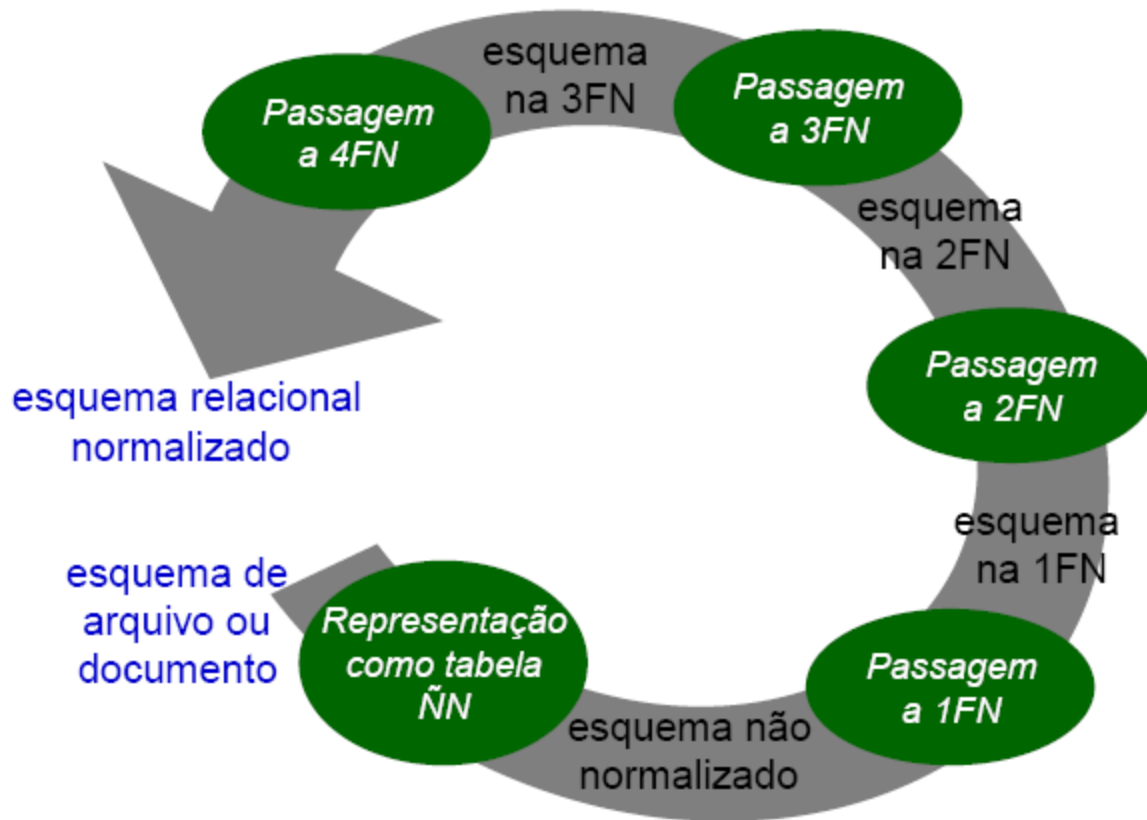 esquema de
arquivo ou
documento
Representação
como tabela
ÑN
esquema não
normalizado
Passagem
a 1FN
esquema
na 1FN
Passagem
a 2FN
esquema
na 2FN
Passagem
a 3FN
esquema
na 3FN
Passagem
a 4FN
esquema relacional
normalizado